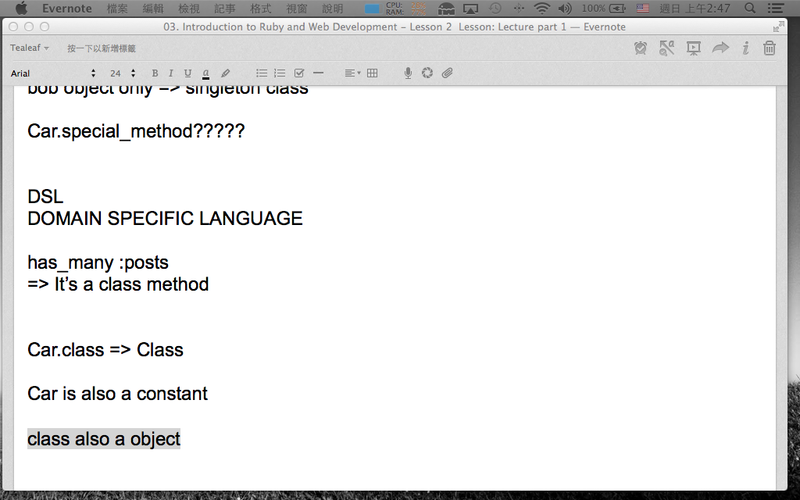 Evernote 檔案 編輯 檢視 記事 格式 視窗 說明 CPU: RAM: 100% 週日 上午2:47
03. Introduction to Ruby and Web Development – Lesson 2 Lesson: Lecture part 1 — Evernote
Tealeaf 按一下以新增標籤
Arial 24 B I U a
bob object only => singleton class
Car.special_method?????
DSL
DOMAIN SPECIFIC LANGUAGE
has_many :posts
=> It’s a class method
Car.class => Class
Car is also a constant
class also a object